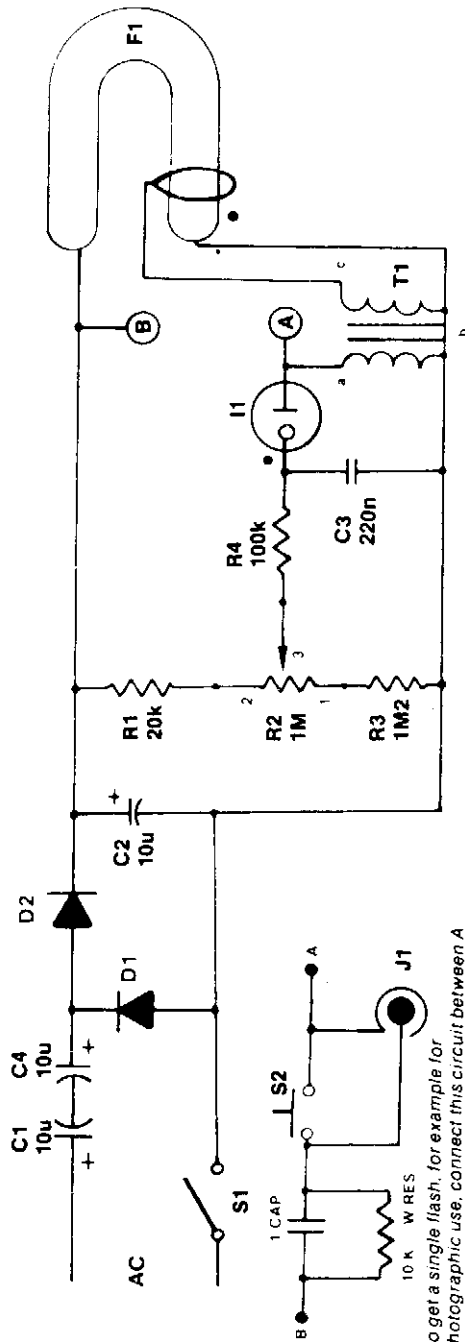 F1
B
A
c
T1
a
b
I1
R4
100k
C3
220n
R1
20k
2
R2
1M
3
1
R3
1M2
D2
+
C2
10u
D1
C4
10u
C1
10u
+
+
AC
S1
A
S2
J1
1 CAP
10 K W RES
B
o get a single flash, for example for
hotographic use, connect this circuit between A